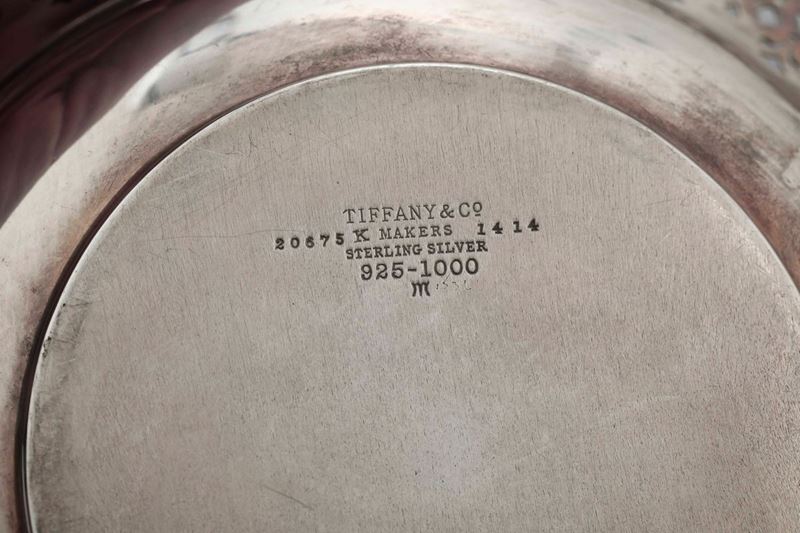 TIFFANY & Cº
20675 K MAKERS 1414
STERLING SILVER
925-1000
m